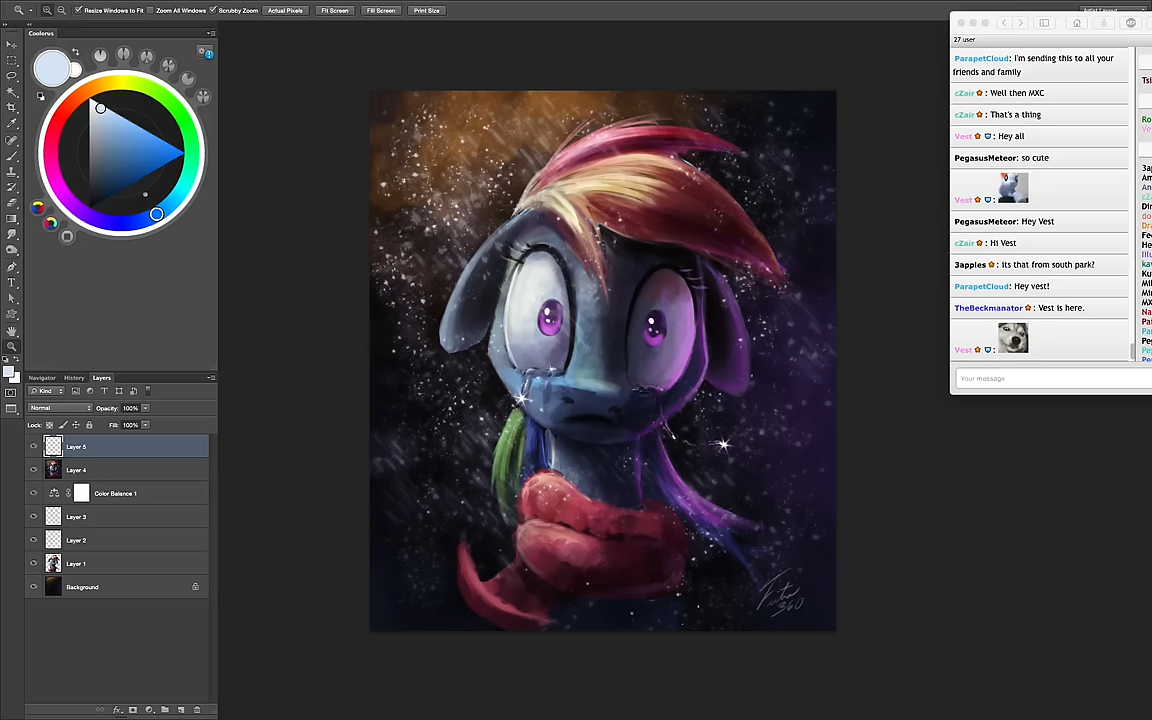 Resize Windows to Fit
Zoom All Windows
Scrubby Zoom
Actual Pixels
Fit Screen
Fill Screen
Print Size
Coolorus
Navigator
History
Layers
Kind
Normal
Opacity: 100%
Lock:
Fill: 100%
Layer 5
Layer 4
Color Balance 1
Layer 3
Layer 2
Layer 1
Background
360
27 user
ParapetCloud: I'm sending this to all your
friends and family
cZair : Well then MXC
cZair : That's a thing
Vest : Hey all
PegasusMeteor: so cute
Vest :
PegasusMeteor: Hey Vest
cZair : Hi Vest
3apples : its that from south park?
ParapetCloud: Hey vest!
TheBeckmanator : Vest is here.
Vest :
Your message